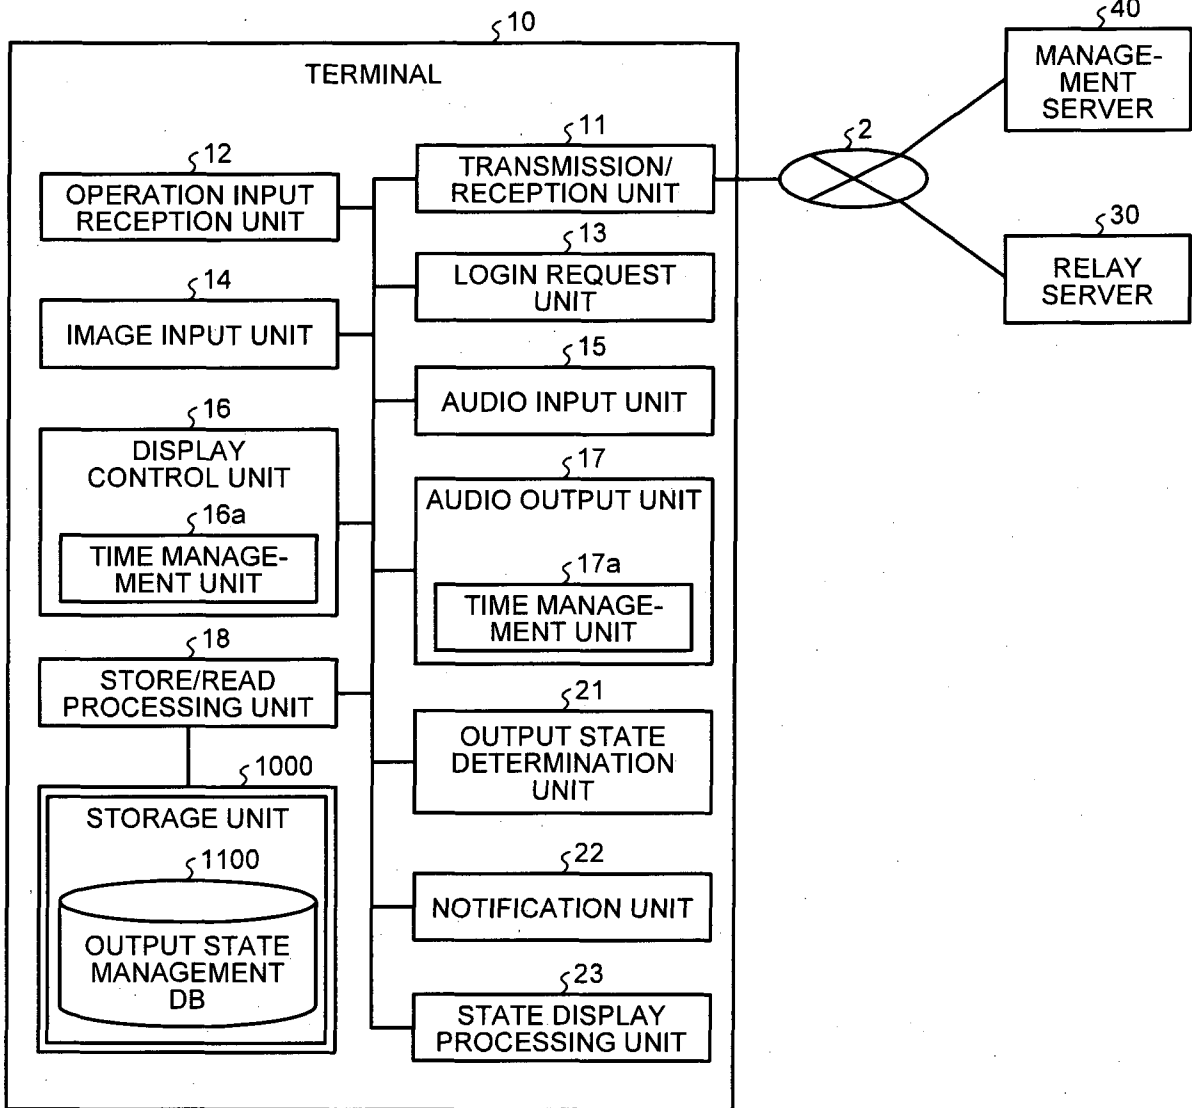 10
TERMINAL
40
MANAGE-
MENT
SERVER
12
OPERATION INPUT
RECEPTION UNIT
11
TRANSMISSION/
RECEPTION UNIT
2
30
RELAY
SERVER
13
LOGIN REQUEST
UNIT
14
IMAGE INPUT UNIT
15
AUDIO INPUT UNIT
16
DISPLAY
CONTROL UNIT
16a
TIME MANAGE-
MENT UNIT
17
AUDIO OUTPUT UNIT
17a
TIME MANAGE-
MENT UNIT
18
STORE/READ
PROCESSING UNIT
21
OUTPUT STATE
DETERMINATION
UNIT
1000
STORAGE UNIT
1100
OUTPUT STATE
MANAGEMENT
DB
22
NOTIFICATION UNIT
23
STATE DISPLAY
PROCESSING UNIT